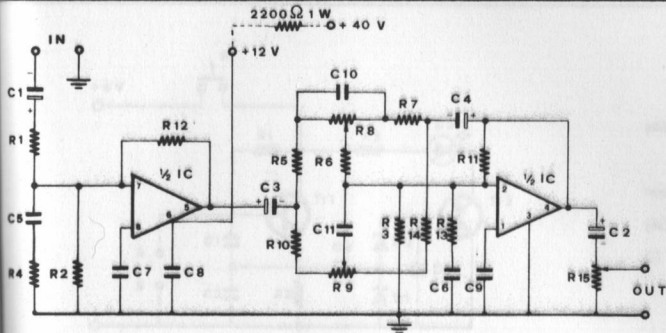 2200Ω 1W
+40 V
IN
+12 V
C1
C10
C4
R7
R8
R12
R1
R5
R6
R11
½ IC
½ IC
7
5
8
6
2
4
1
3
C3
C5
R10
C11
R3
R14
R13
C2
R4
R2
C7
C8
R9
C6
C9
R15
OUT